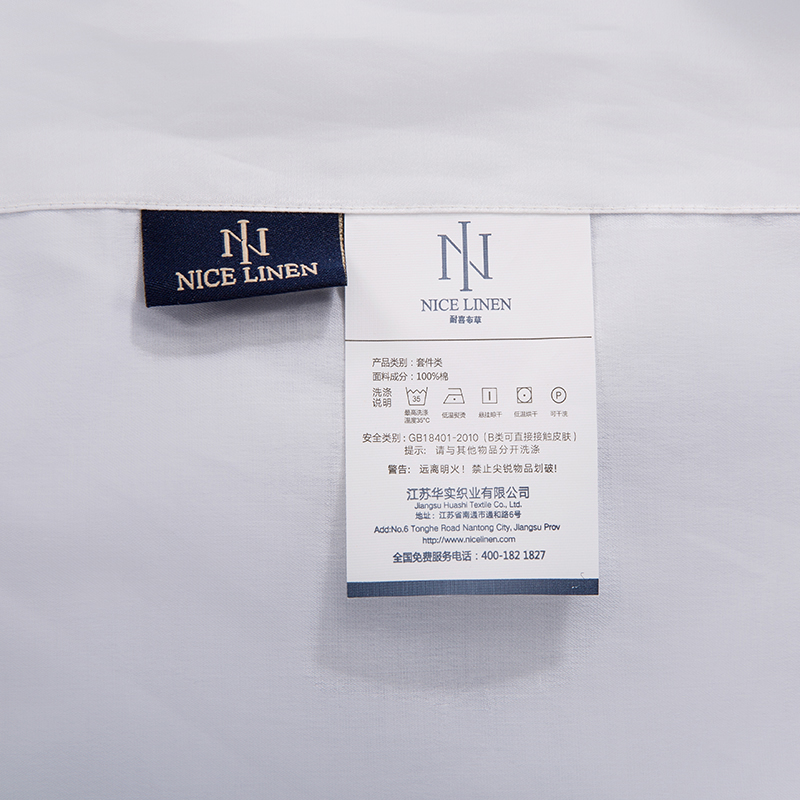 NICE LINEN
NICE LINEN
耐喜布草
产品类别：套件类
面料成分：100%棉
洗涤
说明
35
P
最高洗涤
温度35℃
低温熨烫
悬挂晾干
低温烘干
可干洗
安全类别：GB18401-2010（B类可直接接触皮肤）
提示：请与其他物品分开洗涤
警告：远离明火！禁止尖锐物品划破！
江苏华实织业有限公司
Jiangsu Huashi Textile Co., Ltd.
地址：江苏省南通市通和路6号
Add:No.6 Tonghe Road Nantong City, Jiangsu Prov
http://www.nicelinen.com
全国免费服务电话：400-182 1827